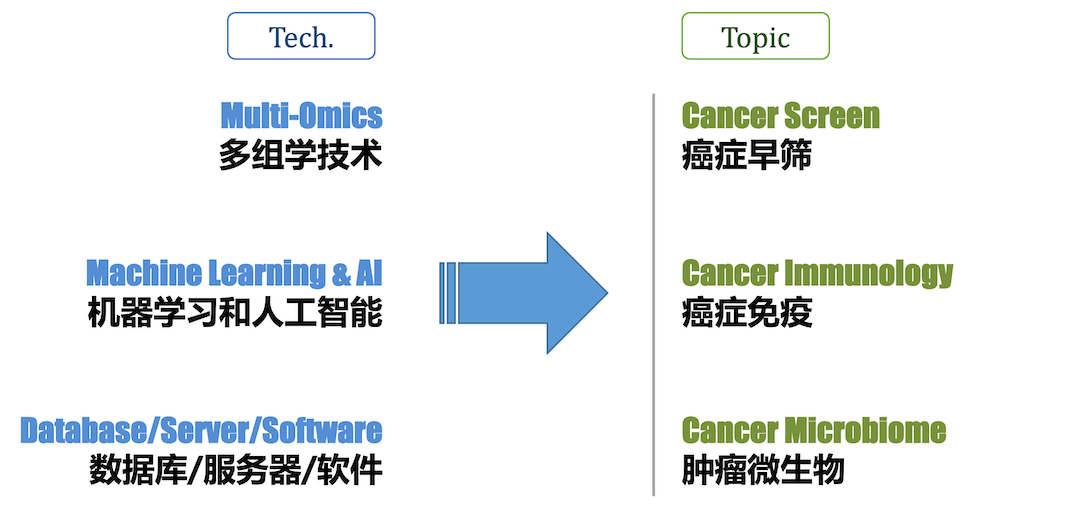 Tech.
Multi-Omics
多组学技术
Machine Learning & AI
机器学习和人工智能
Database/Server/Software
数据库/服务器/软件
Topic
Cancer Screen
癌症早筛
Cancer Immunology
癌症免疫
Cancer Microbiome
肿瘤微生物